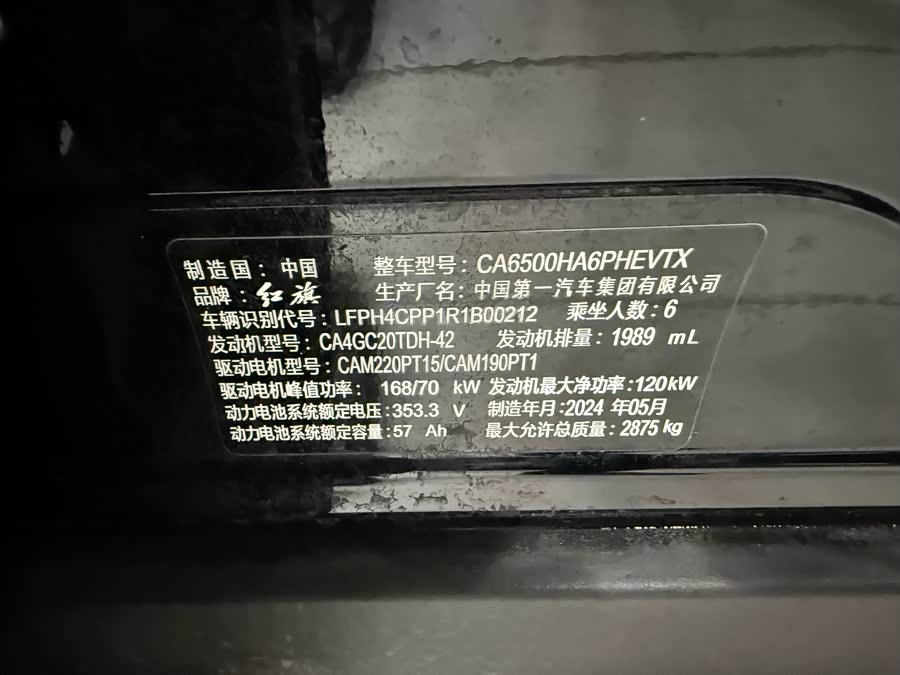 制造国：中国 整车型号：CA6500HA6PHEVTX
品牌：红旗 生产厂名：中国第一汽车集团有限公司
车辆识别代号：LFPH4CPP1R1B00212 乘坐人数：6
发动机型号：CA4GC20TDH-42 发动机排量：1989 mL
驱动电机型号：CAM220PT15/CAM190PT1
驱动电机峰值功率：168/70 kW 发动机最大净功率：120kW
动力电池系统额定电压：353.3 V 制造年月：2024 年05月
动力电池系统额定容量：57 Ah 最大允许总质量：2875 kg